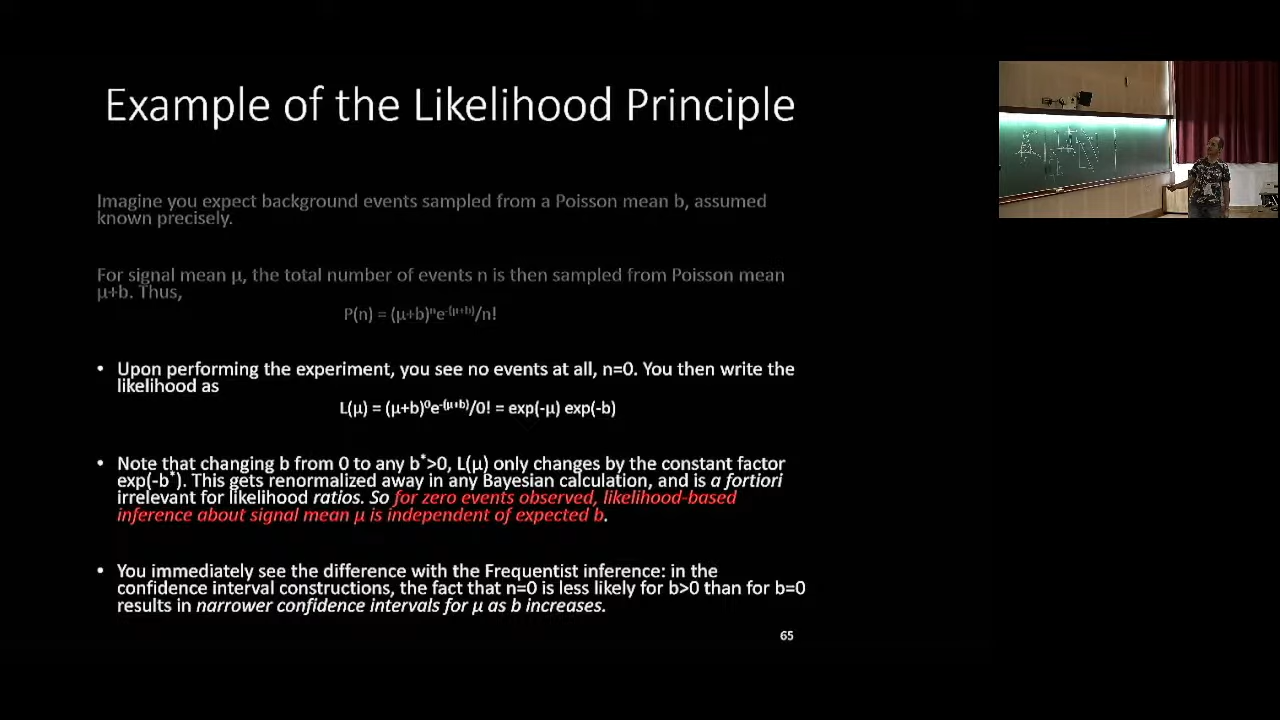 Example of the Likelihood Principle
Imagine you expect background events sampled from a Poisson mean b, assumed
known precisely.
For signal mean μ, the total number of events n is then sampled from Poisson mean
μ+b. Thus,
P(n) = (μ+b)ⁿe⁻⁽μ⁺ᵇ⁾/n!
• Upon performing the experiment, you see no events at all, n=0. You then write the
likelihood as
L(μ) = (μ+b)⁰e⁻⁽μ⁺ᵇ⁾/0! = exp(-μ) exp(-b)
• Note that changing b from 0 to any b*>0, L(μ) only changes by the constant factor
exp(-b*). This gets renormalized away in any Bayesian calculation, and is a fortiori
irrelevant for likelihood ratios. So for zero events observed, likelihood-based
inference about signal mean μ is independent of expected b.
• You immediately see the difference with the Frequentist inference: in the
confidence interval constructions, the fact that n=0 is less likely for b>0 than for b=0
results in narrower confidence intervals for μ as b increases.
65